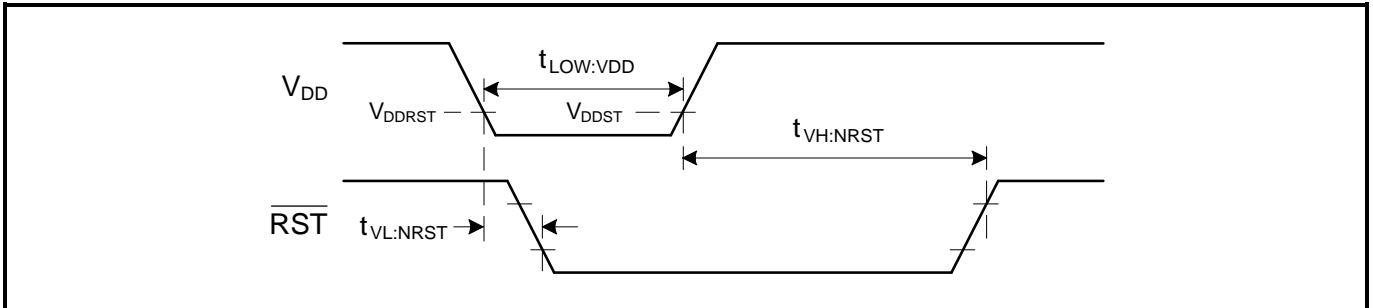 tLOW:VDD
VDD
VDDRST
VDDST
tVH:NRST
RST
tVL:NRST